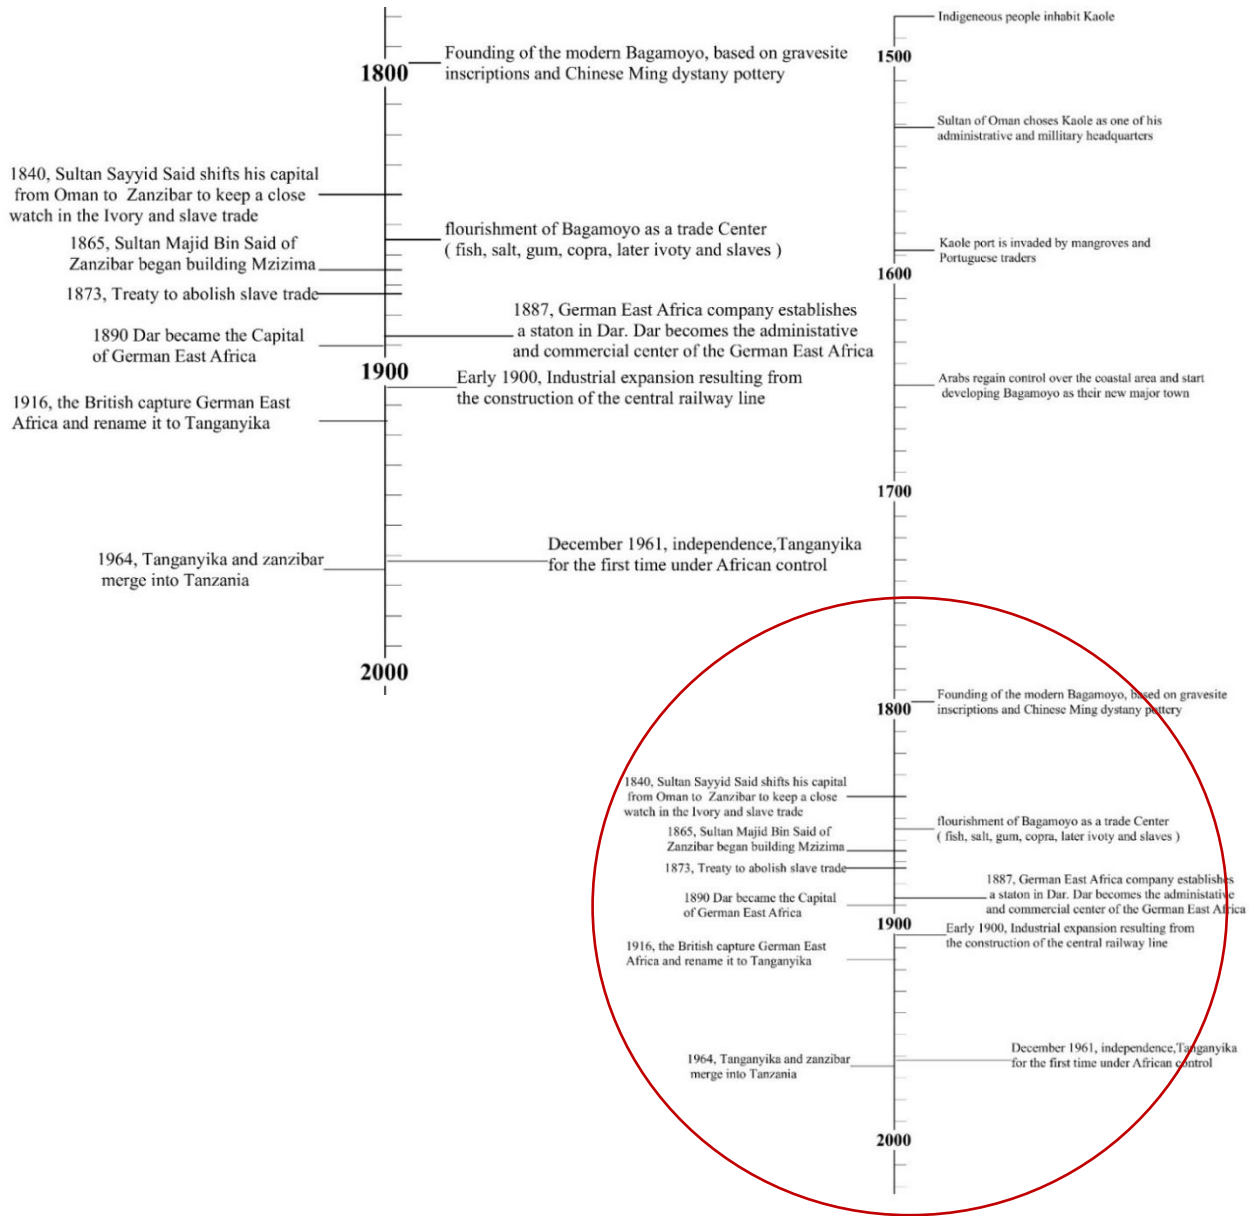 1800
Founding of the modern Bagamoyo, based on gravesite
inscriptions and Chinese Ming dystany pottery
1840, Sultan Sayyid Said shifts his capital
from Oman to Zanzibar to keep a close
watch in the Ivory and slave trade
flourishment of Bagamoyo as a trade Center
( fish, salt, gum, copra, later ivoty and slaves )
1865, Sultan Majid Bin Said of
Zanzibar began building Mzizima
1873, Treaty to abolish slave trade
1887, German East Africa company establishes
a staton in Dar. Dar becomes the administative
and commercial center of the German East Africa
1890 Dar became the Capital
of German East Africa
1900
Early 1900, Industrial expansion resulting from
the construction of the central railway line
1916, the British capture German East
Africa and rename it to Tanganyika
December 1961, independence,Tanganyika
for the first time under African control
1964, Tanganyika and zanzibar
merge into Tanzania
2000
Indigeneous people inhabit Kaole
1500
Sultan of Oman choses Kaole as one of his
administrative and millitary headquarters
Kaole port is invaded by mangroves and
Portuguese traders
1600
Arabs regain control over the coastal area and start
developing Bagamoyo as their new major town
1700
Founding of the modern Bagamoyo, based on gravesite
inscriptions and Chinese Ming dystany pottery
1800
1840, Sultan Sayyid Said shifts his capital
from Oman to Zanzibar to keep a close
watch in the Ivory and slave trade
flourishment of Bagamoyo as a trade Center
( fish, salt, gum, copra, later ivoty and slaves )
1865, Sultan Majid Bin Said of
Zanzibar began building Mzizima
1873, Treaty to abolish slave trade
1887, German East Africa company establishes
a staton in Dar. Dar becomes the administative
and commercial center of the German East Africa
1890 Dar became the Capital
of German East Africa
1900
Early 1900, Industrial expansion resulting from
the construction of the central railway line
1916, the British capture German East
Africa and rename it to Tanganyika
December 1961, independence,Tanganyika
for the first time under African control
1964, Tanganyika and zanzibar
merge into Tanzania
2000